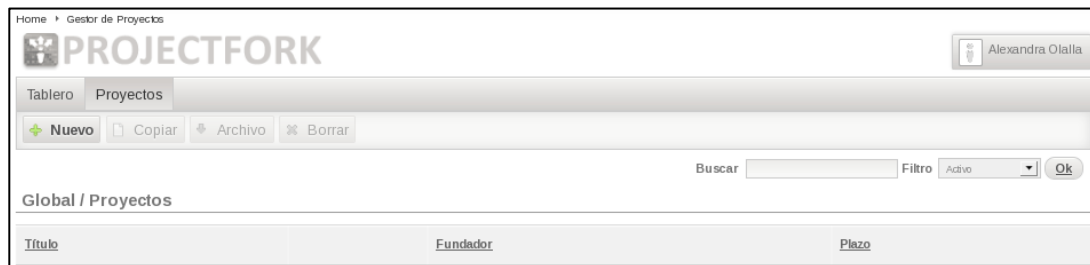 Home ▸ Gestor de Proyectos
PROJECTFORK
Alexandra Olalla
Tablero Proyectos
Nuevo Copiar Archivo Borrar
Buscar Filtro Activo Ok
Global / Proyectos
Título Fundador Plazo